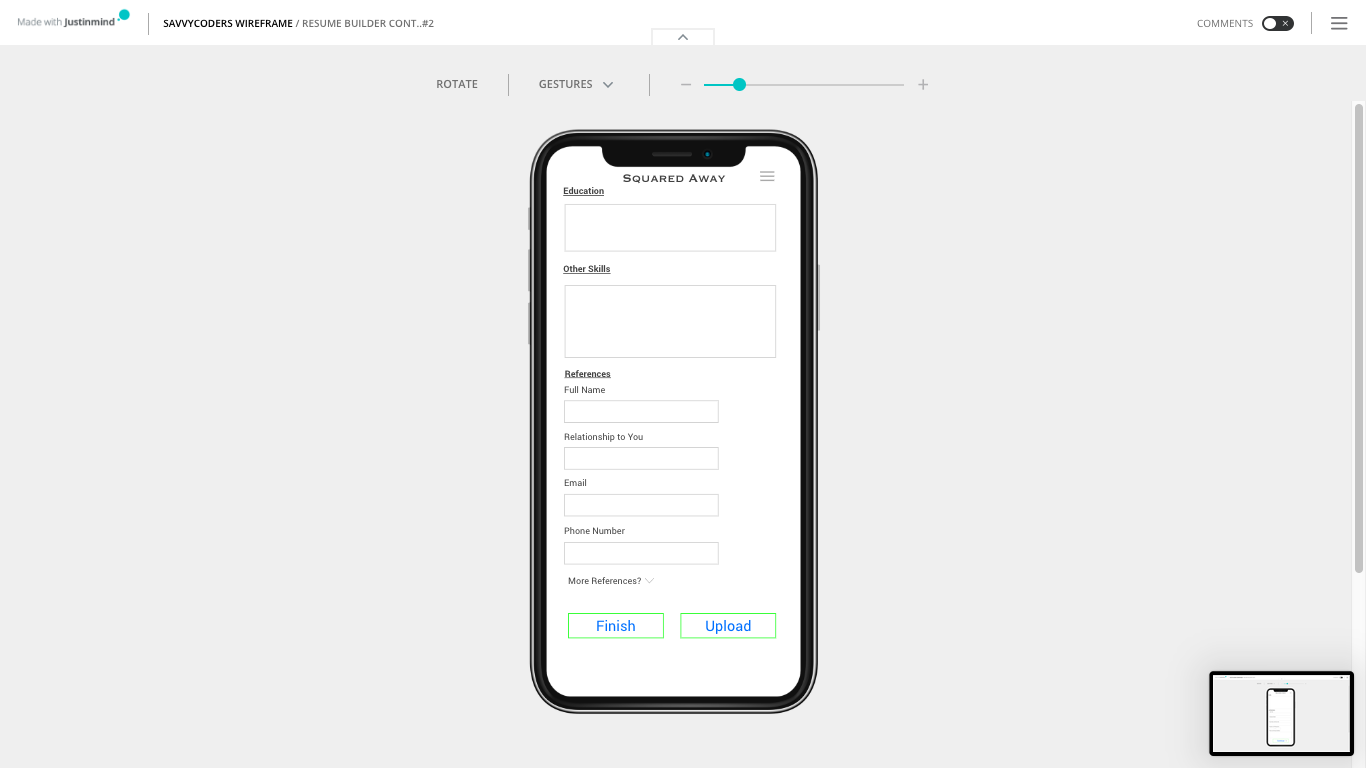 Made with Justinmind
SAVVYCODERS WIREFRAME / RESUME BUILDER CONT..#2
COMMENTS
ROTATE
GESTURES
SQUARED AWAY
Education
Other Skills
References
Full Name
Relationship to You
Email
Phone Number
More References?
Finish Upload